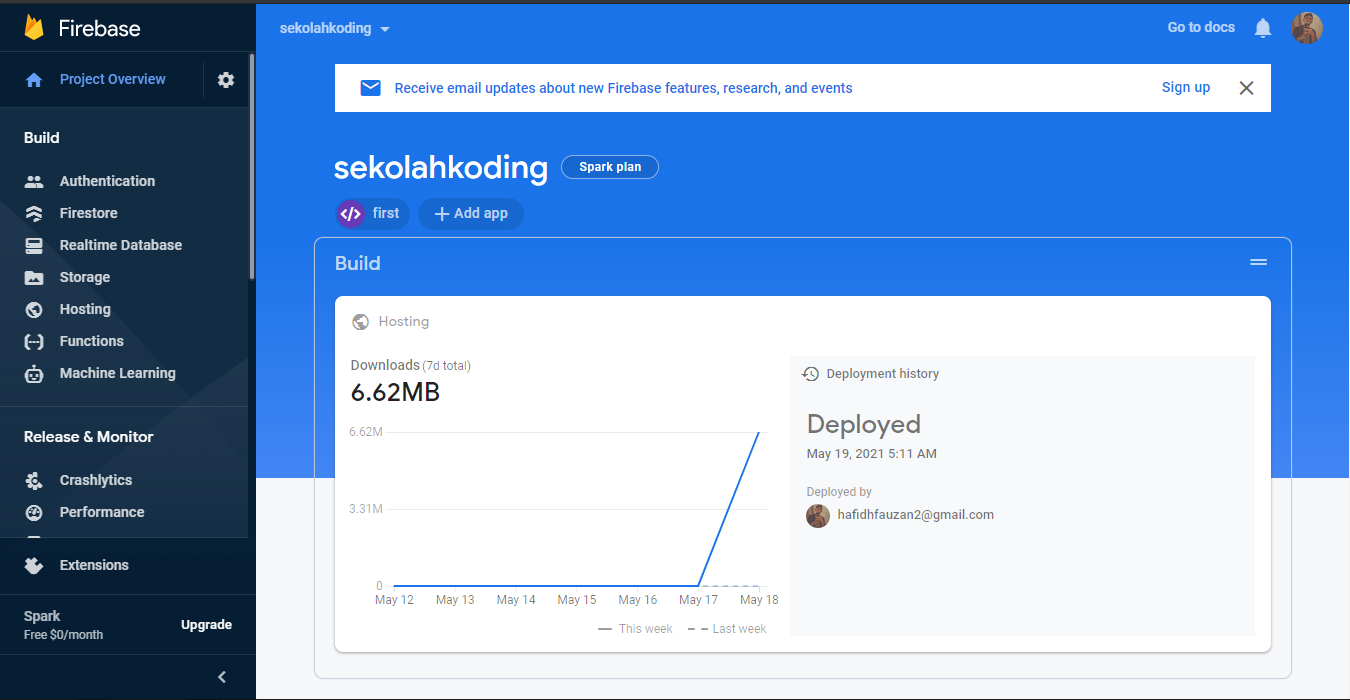 Firebase
Project Overview
Build
Authentication
Firestore
Realtime Database
Storage
Hosting
Functions
Machine Learning
Release & Monitor
Crashlytics
Performance
Extensions
Spark
Free $0/month
Upgrade
sekolahkoding
Go to docs
Receive email updates about new Firebase features, research, and events
Sign up
sekolahkoding
Spark plan
first
Add app
Build
Hosting
Downloads (7d total)
6.62MB
6.62M
3.31M
0
May 12 May 13 May 14 May 15 May 16 May 17 May 18
This week Last week
Deployment history
Deployed
May 19, 2021 5:11 AM
Deployed by
hafidhfauzan2@gmail.com